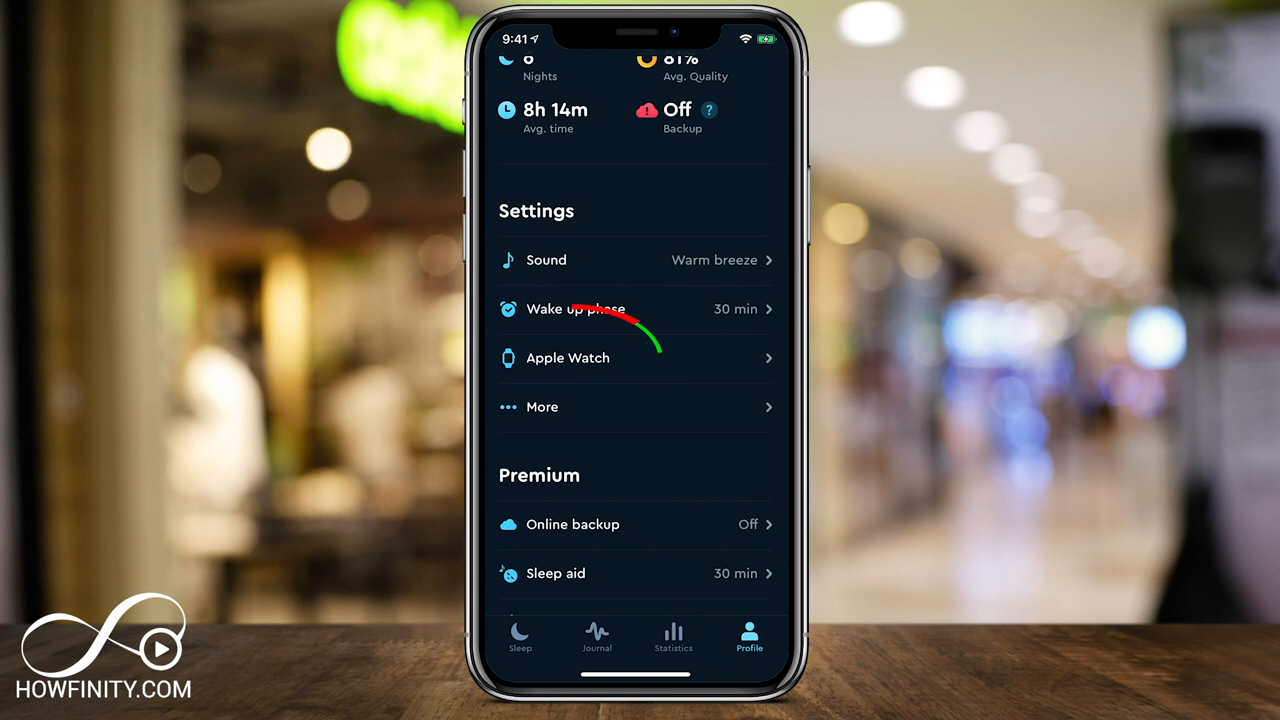 9:41
81%
Nights
Avg. Quality
8h 14m
Off ?
Avg. time
Backup
Settings
Sound
Warm breeze
Wake up phase
30 min
Apple Watch
More
Premium
Online backup
Off
Sleep aid
30 min
Sleep
Journal
Statistics
Profile
HOWFINITY.COM